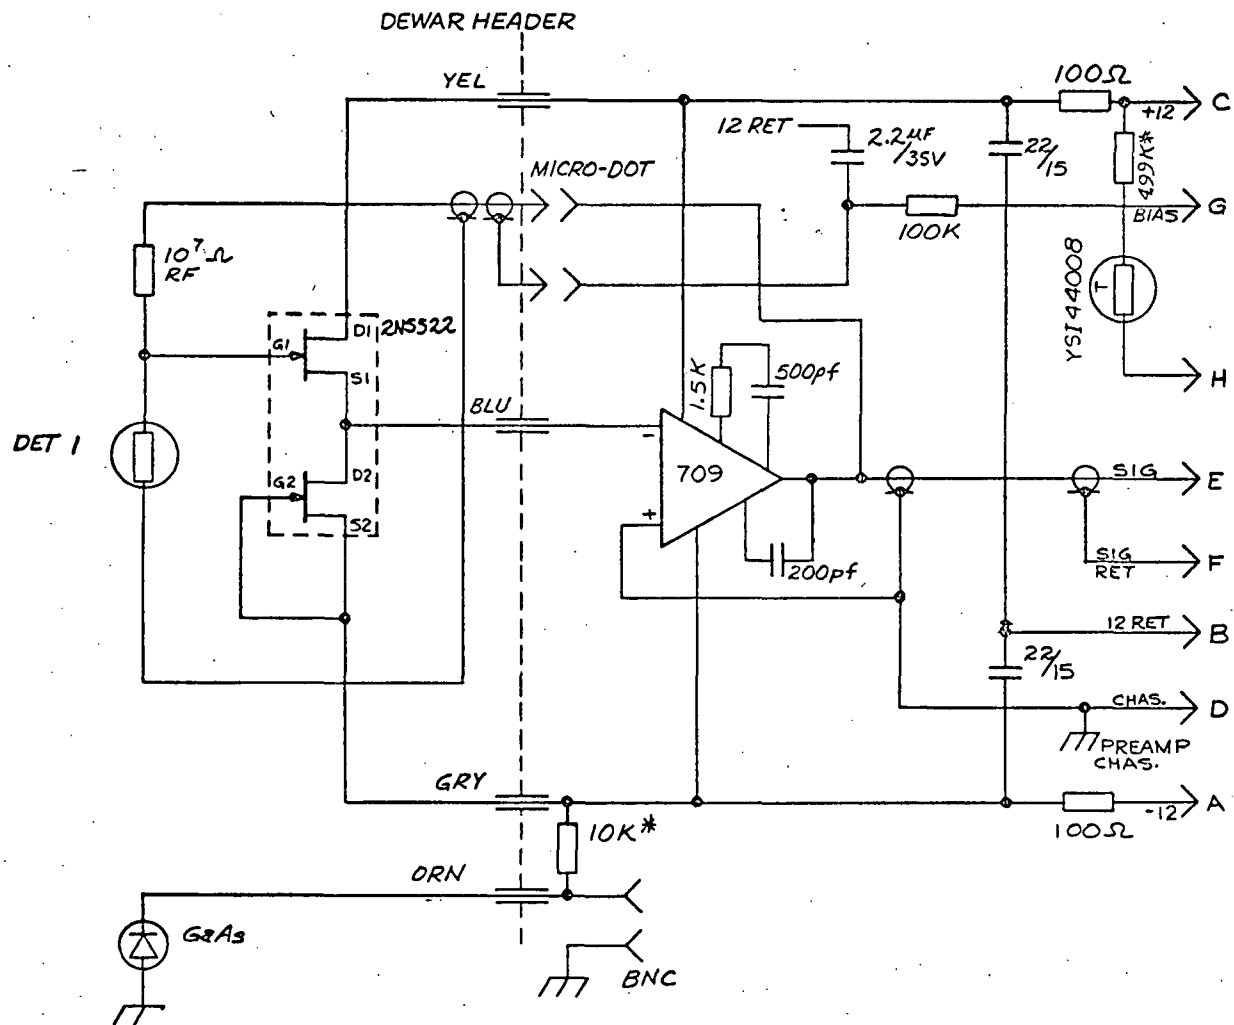 DEWAR HEADER
YEL
100Ω
+12
C
12 RET
2.2µF
/35V
22/15
499K*
MICRO-DOT
BIAS
G
100K
10⁷Ω
RF
YSI 44008
T
2N5522
D1
G1
S1
H
1.5K
500pf
BLU
DET 1
-
709
D2
G2
S2
SIG
E
+
200pf
SIG
RET
F
12 RET
B
22/15
CHAS.
D
PREAMP
CHAS.
GRY
-12
A
100Ω
10K*
ORN
GaAs
BNC